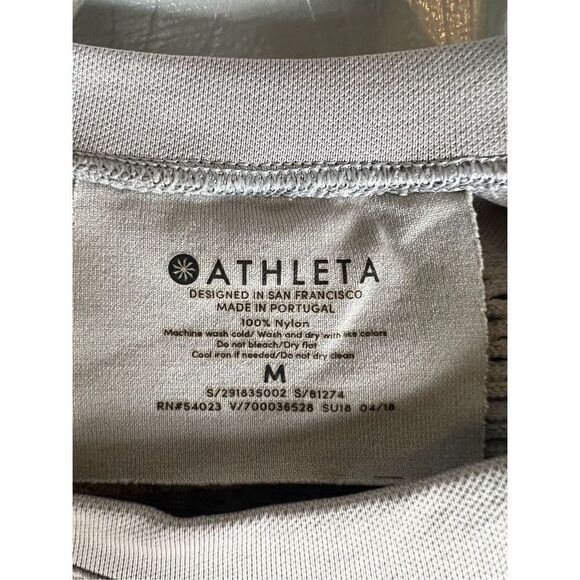 ATHLETA
DESIGNED IN SAN FRANCISCO
MADE IN PORTUGAL
100% Nylon
Machine wash cold/ Wash and dry with like colors
Do not bleach/Dry flat
Cool iron if needed/Do not dry clean
M
S/291835002 S/81274
RN#54023 V/700036528 SU18 04/18